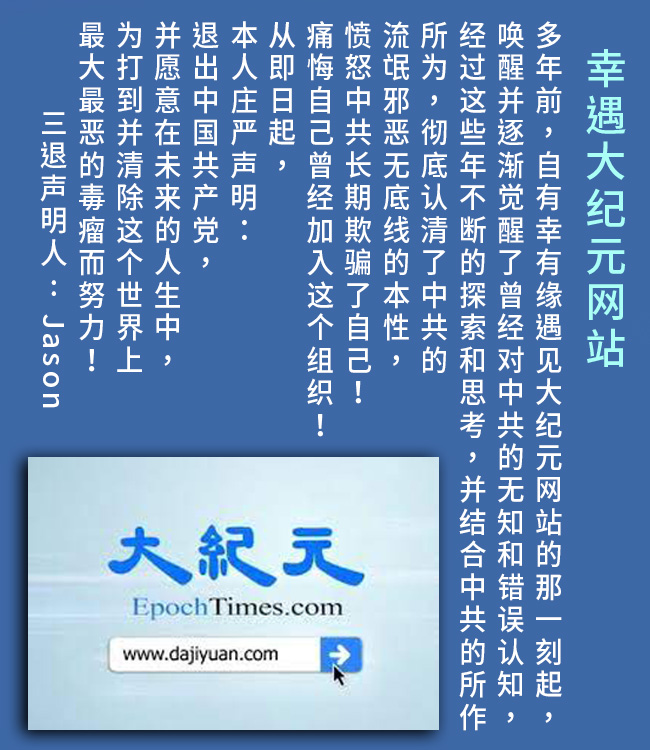 幸遇大纪元网站
多年前，自有幸有缘遇见大纪元网站的那一刻起，
唤醒并逐渐觉醒了曾经对中共的无知和错误认知，
经过这些年不断的探索和思考，并结合中共的所作
所为，彻底认清了中共的
流氓邪恶无底线的本性，
愤怒中共长期欺骗了自己！
痛悔自己曾经加入这个组织！
从即日起，
本人庄严声明：
退出中国共产党，
并愿意在未来的人生中，
为打到并清除这个世界上
最大最恶的毒瘤而努力！
三退声明人：Jason
大紀元
EpochTimes.com
www.dajiyuan.com